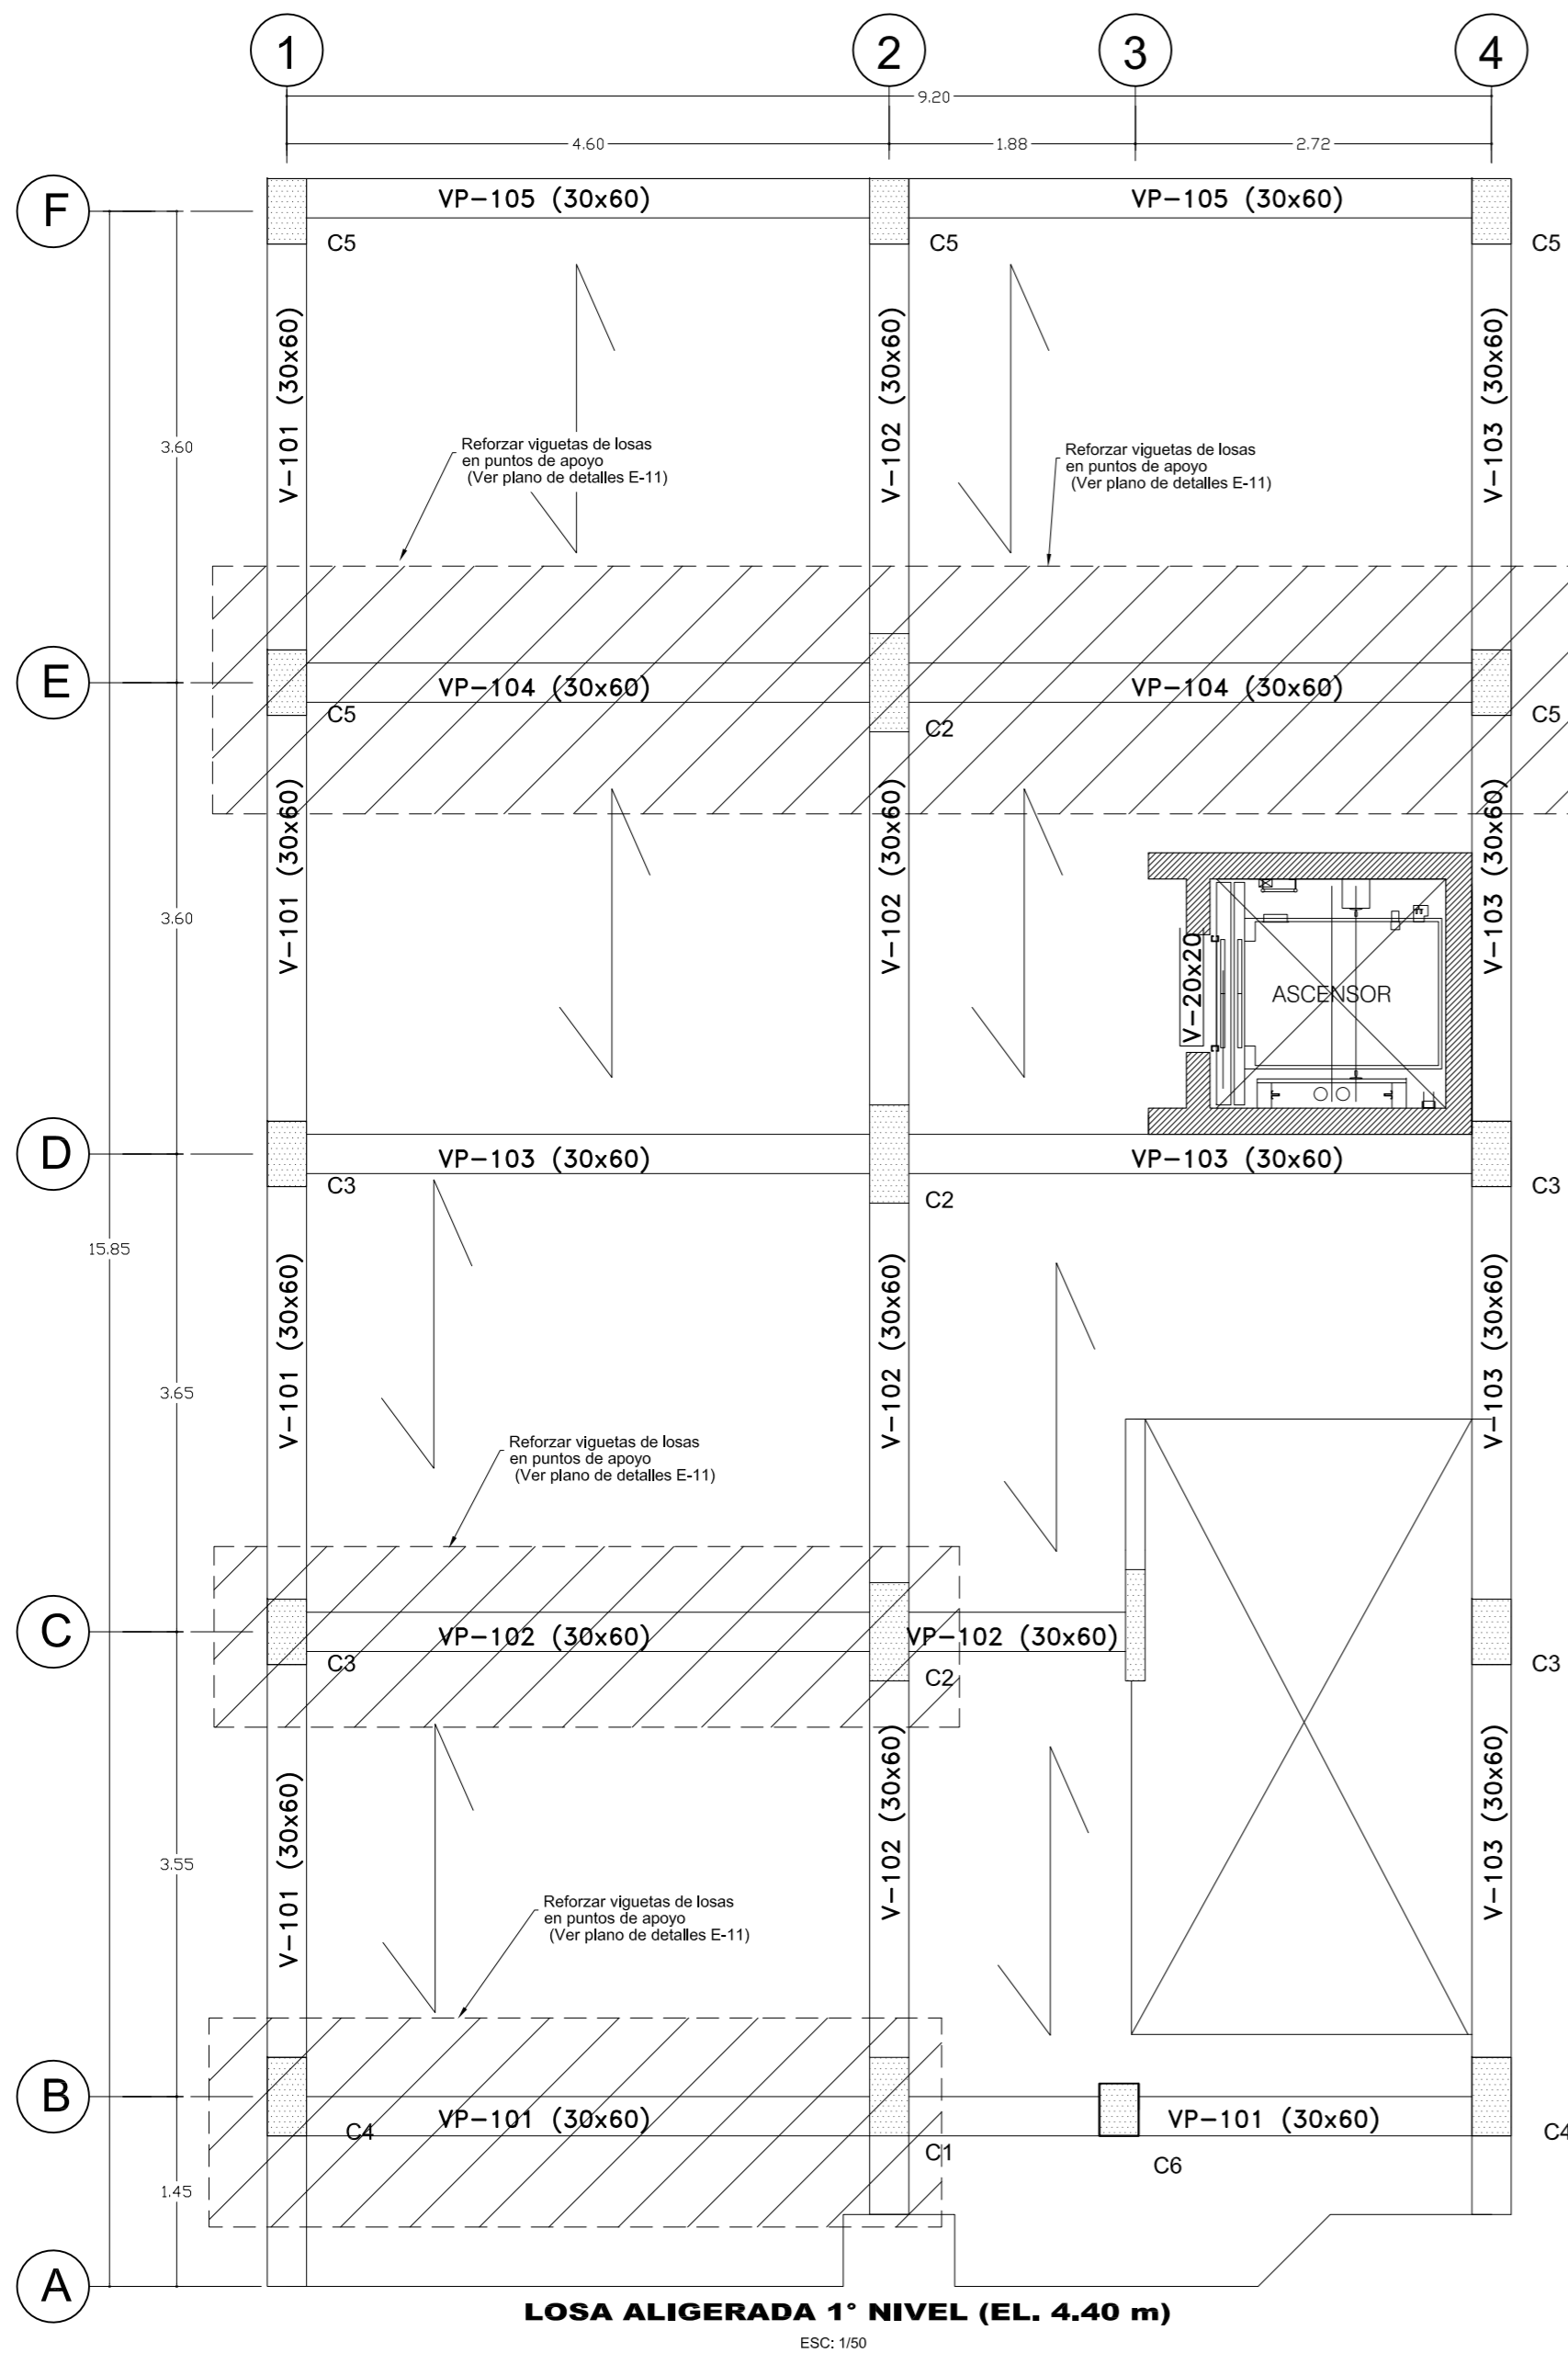 1
2
3
4
9.20
4.60
1.88
2.72
F
VP-105 (30x60)
VP-105 (30x60)
C5
C5
C5
V-101 (30x60)
V-102 (30x60)
V-103 (30x60)
3.60
Reforzar viguetas de losas
en puntos de apoyo
(Ver plano de detalles E-11)
Reforzar viguetas de losas
en puntos de apoyo
(Ver plano de detalles E-11)
E
VP-104 (30x60)
VP-104 (30x60)
C5
C2
C5
V-101 (30x60)
V-102 (30x60)
V-103 (30x60)
3.60
V-20x20
ASCENSOR
D
VP-103 (30x60)
VP-103 (30x60)
C3
C2
C3
15.85
V-101 (30x60)
V-102 (30x60)
V-103 (30x60)
3.65
Reforzar viguetas de losas
en puntos de apoyo
(Ver plano de detalles E-11)
C
VP-102 (30x60)
VP-102 (30x60)
C3
C2
C3
V-101 (30x60)
V-102 (30x60)
V-103 (30x60)
3.55
Reforzar viguetas de losas
en puntos de apoyo
(Ver plano de detalles E-11)
B
VP-101 (30x60)
VP-101 (30x60)
C4
C1
C6
C4
1.45
A
LOSA ALIGERADA 1° NIVEL (EL. 4.40 m)
ESC: 1/50